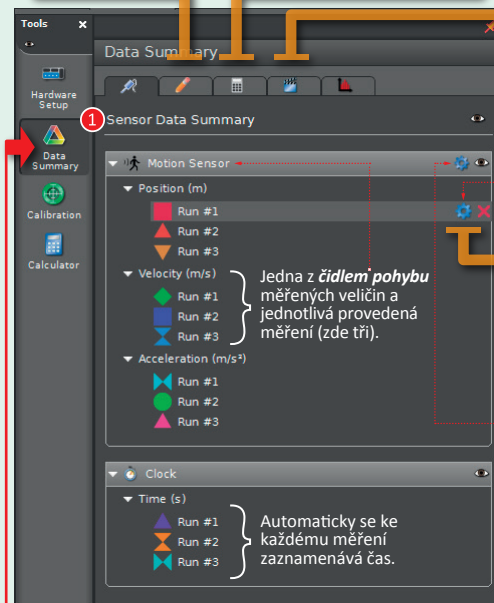 Tools x
Data Summary
Hardware
Setup
1
Sensor Data Summary
Data
Summary
Motion Sensor
Position (m)
Run #1
Run #2
Run #3
Calibration
Calculator
Velocity (m/s)
Run #1
Run #2
Run #3
Jedna z čidlem pohybu
měřených veličin a
jednotlivá provedená
měření (zde tři).
Acceleration (m/s²)
Run #1
Run #2
Run #3
Clock
Time (s)
Run #1
Run #2
Run #3
Automaticky se ke
každému měření
zaznamenává čas.